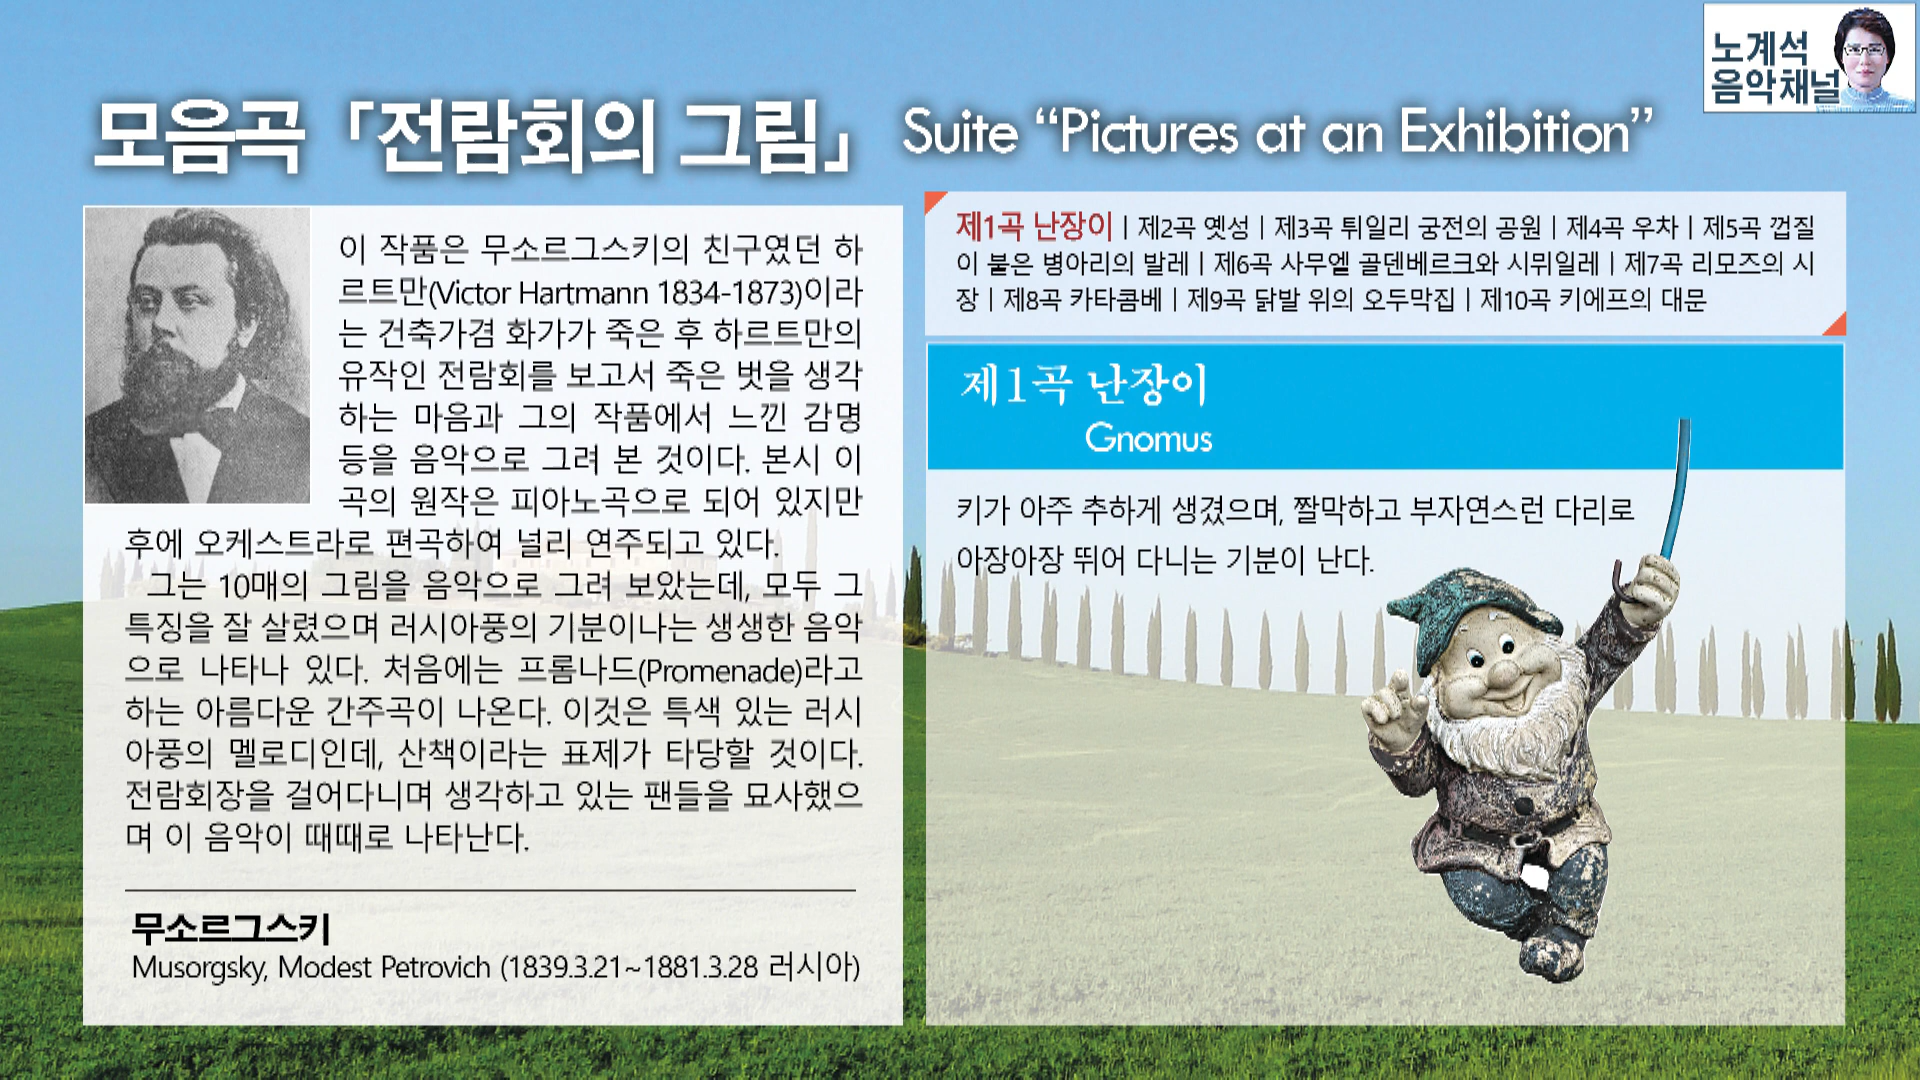 노계석
음악채널
모음곡 「전람회의 그림」 Suite “Pictures at an Exhibition”
이 작품은 무소르그스키의 친구였던 하
르트만(Victor Hartmann 1834-1873)이라
는 건축가겸 화가가 죽은 후 하르트만의
유작인 전람회를 보고서 죽은 벗을 생각
하는 마음과 그의 작품에서 느낀 감명
등을 음악으로 그려 본 것이다. 본시 이
곡의 원작은 피아노곡으로 되어 있지만
후에 오케스트라로 편곡하여 널리 연주되고 있다.
그는 10매의 그림을 음악으로 그려 보았는데, 모두 그
특징을 잘 살렸으며 러시아풍의 기분이나는 생생한 음악
으로 나타나 있다. 처음에는 프롬나드(Promenade)라고
하는 아름다운 간주곡이 나온다. 이것은 특색 있는 러시
아풍의 멜로디인데, 산책이라는 표제가 타당할 것이다.
전람회장을 걸어다니며 생각하고 있는 팬들을 묘사했으
며 이 음악이 때때로 나타난다.
무소르그스키
Musorgsky, Modest Petrovich (1839.3.21~1881.3.28 러시아)
제1곡 난장이 | 제2곡 옛성 | 제3곡 튀일리 궁전의 공원 | 제4곡 우차 | 제5곡 껍질
이 붙은 병아리의 발레 | 제6곡 사무엘 골덴베르크와 시뮈일레 | 제7곡 리모즈의 시
장 | 제8곡 카타콤베 | 제9곡 닭발 위의 오두막집 | 제10곡 키에프의 대문
제1곡 난장이
Gnomus
키가 아주 추하게 생겼으며, 짤막하고 부자연스런 다리로
아장아장 뛰어 다니는 기분이 난다.